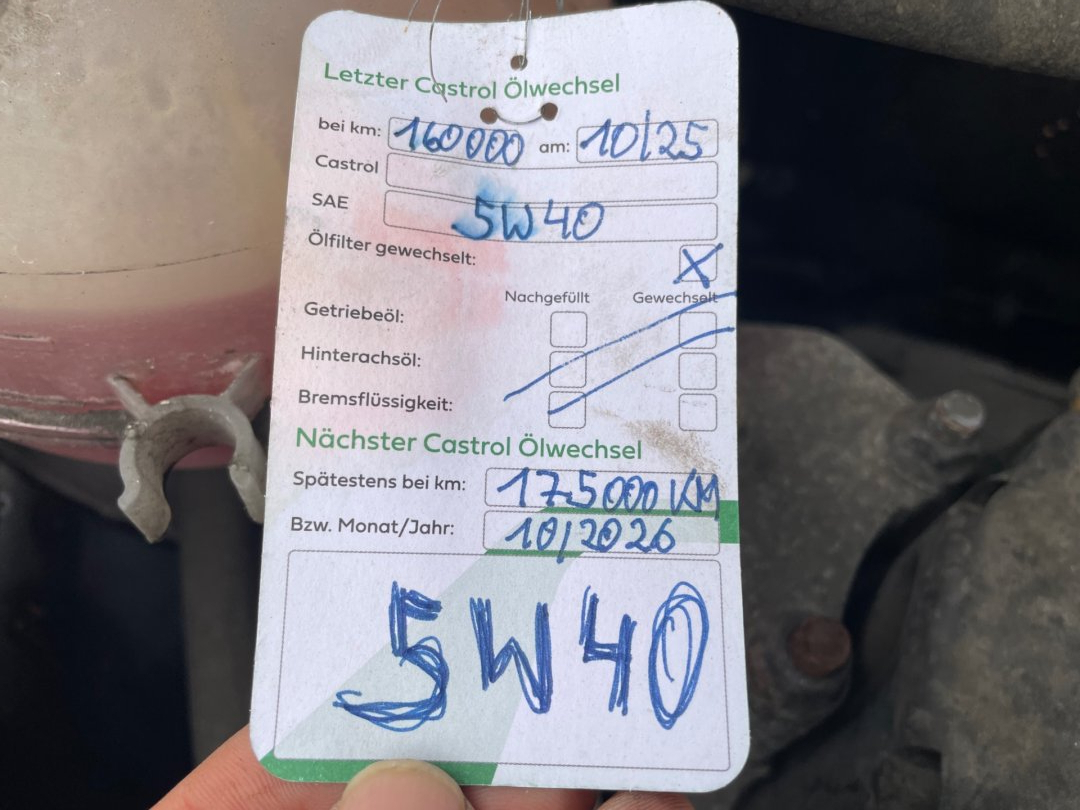 Letzter Castrol Ölwechsel
bei km: 160000 am: 10/25
Castrol
SAE 5W40
Ölfilter gewechselt: X
Nachgefüllt Gewechselt
Getriebeöl:
Hinterachsöl:
Bremsflüssigkeit:
Nächster Castrol Ölwechsel
Spätestens bei km: 175000 KM
Bzw. Monat/Jahr: 10/2026
5W40